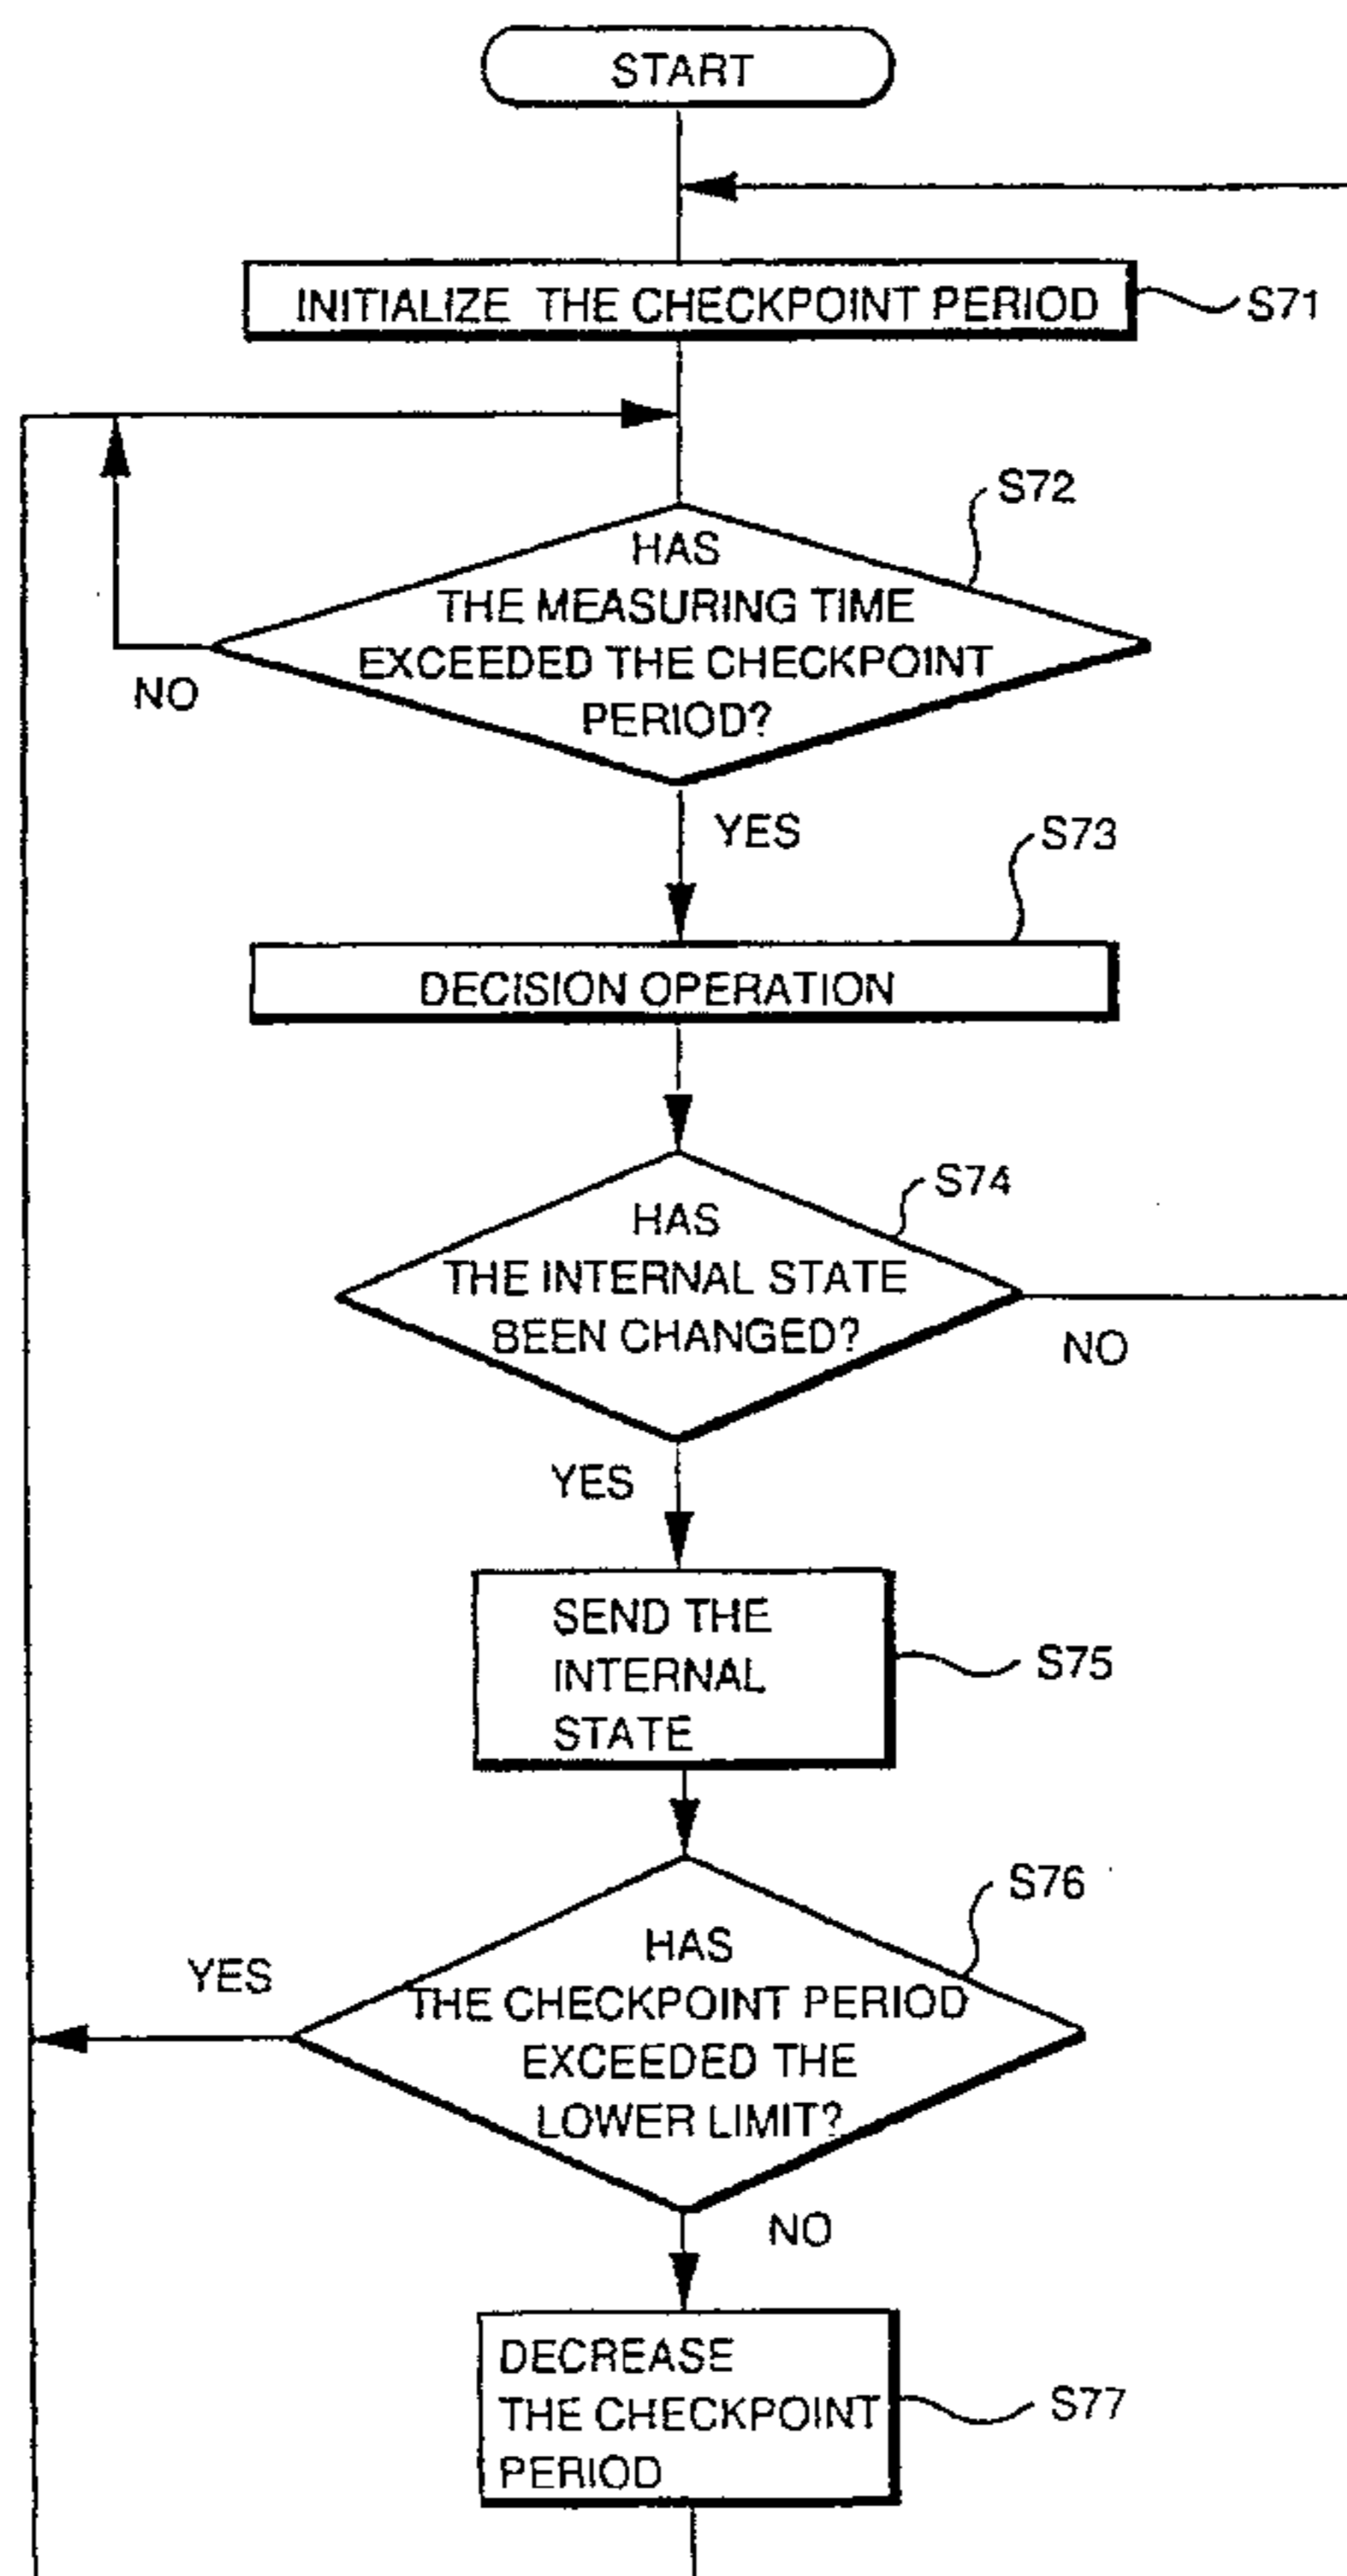 START
INITIALIZE THE CHECKPOINT PERIOD
S71
S72
HAS
THE MEASURING TIME
EXCEEDED THE CHECKPOINT
PERIOD?
NO
YES
S73
DECISION OPERATION
S74
HAS
THE INTERNAL STATE
BEEN CHANGED?
NO
YES
SEND THE
INTERNAL
STATE
S75
S76
HAS
THE CHECKPOINT PERIOD
EXCEEDED THE
LOWER LIMIT?
YES
NO
DECREASE
THE CHECKPOINT
PERIOD
S77